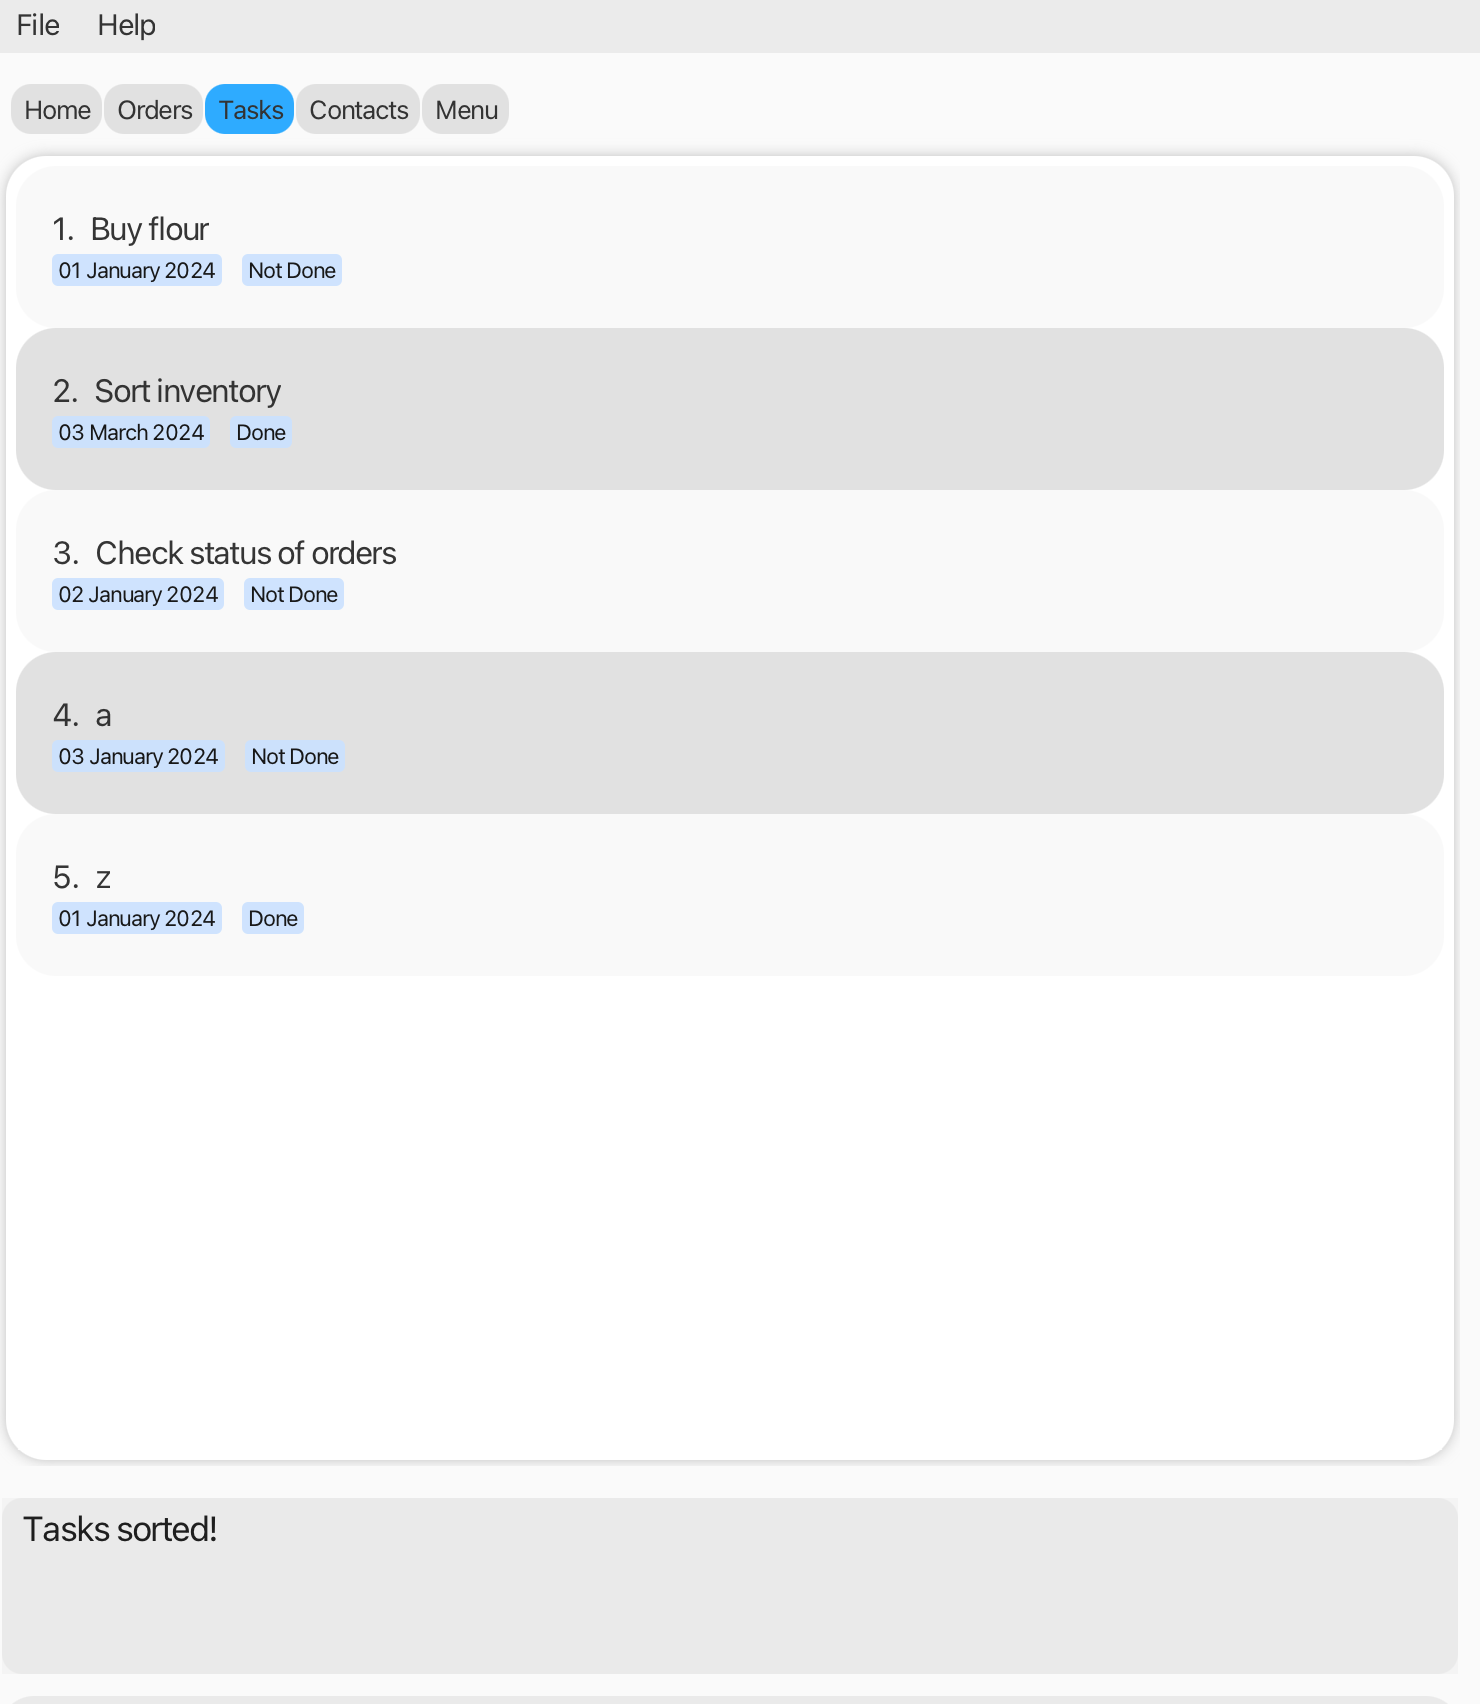 File Help
Home Orders Tasks Contacts Menu
1. Buy flour
01 January 2024 Not Done
2. Sort inventory
03 March 2024 Done
3. Check status of orders
02 January 2024 Not Done
4. a
03 January 2024 Not Done
5. z
01 January 2024 Done
Tasks sorted!